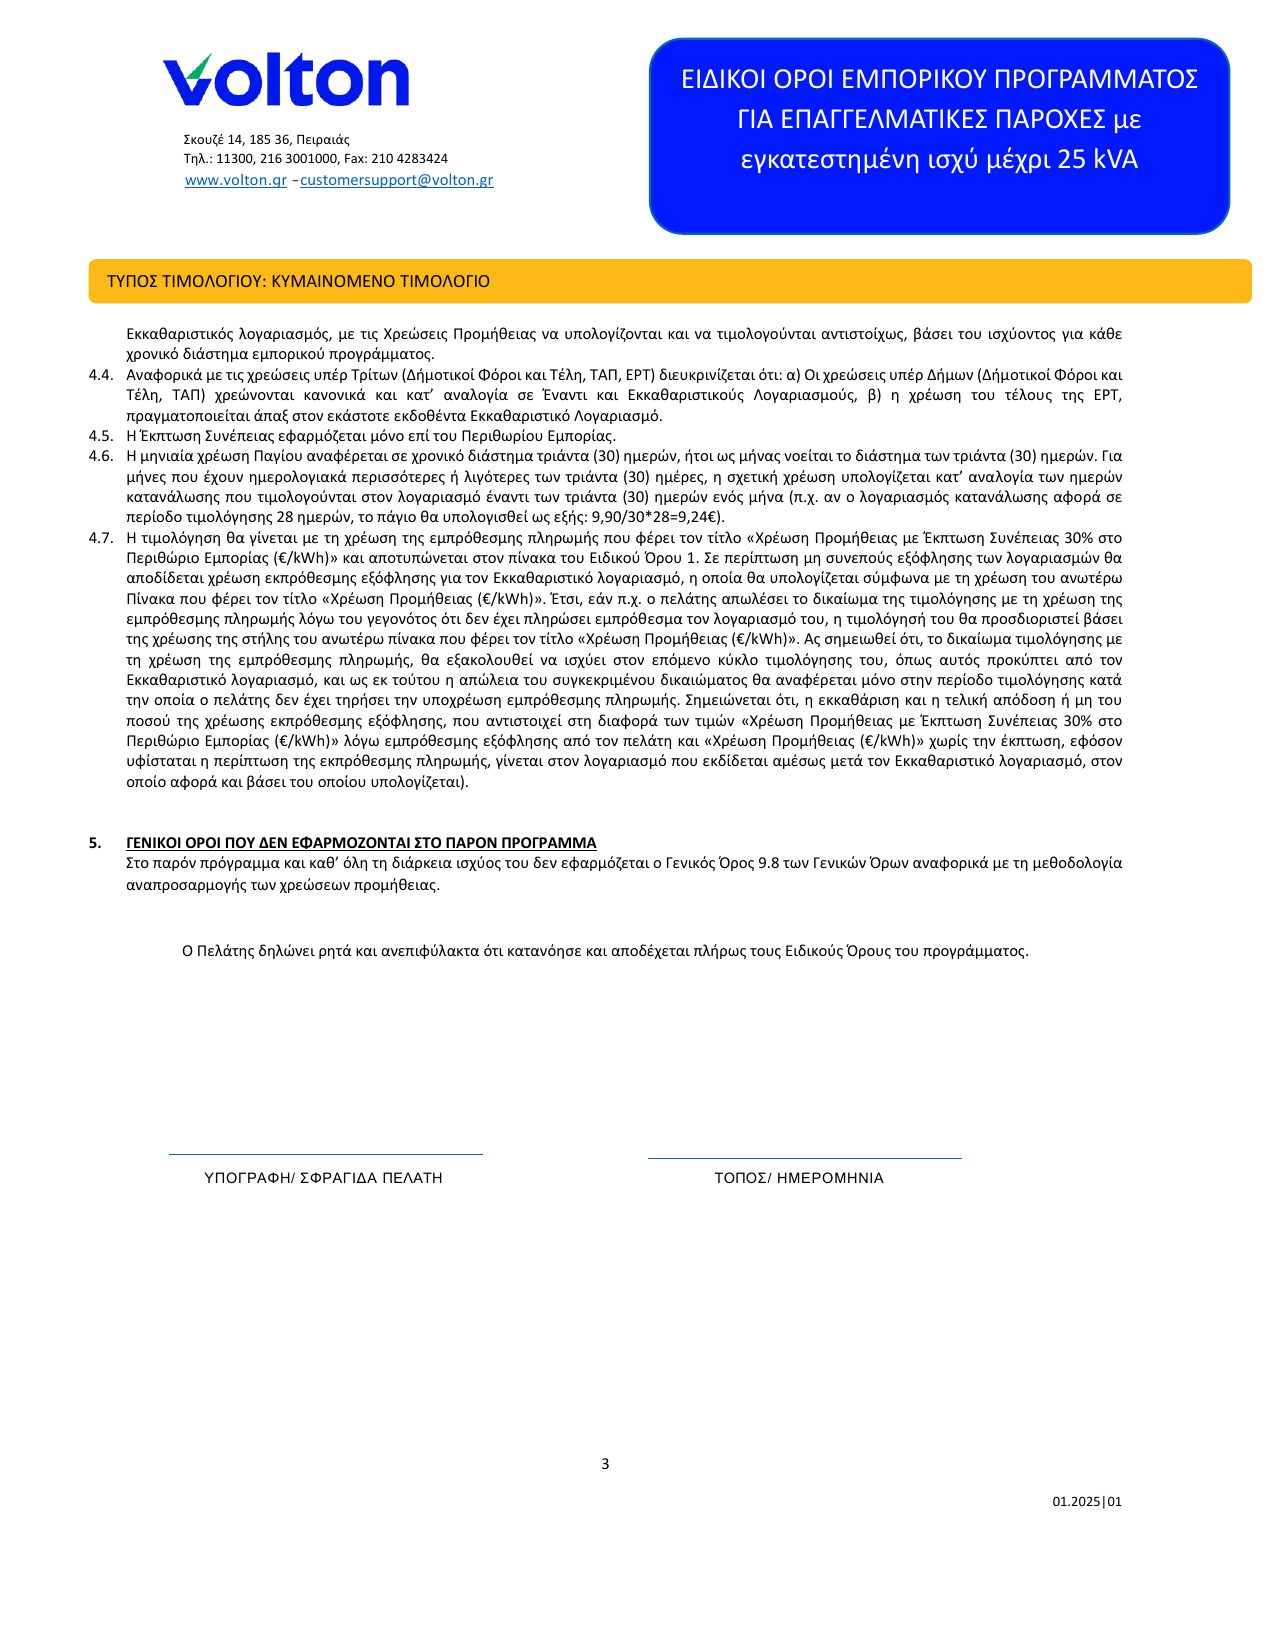 volton
Σκουζέ 14, 185 36, Πειραιάς
Τηλ.: 11300, 216 3001000, Fax: 210 4283424
www.volton.gr –customersupport@volton.gr
ΕΙΔΙΚΟΙ ΟΡΟΙ ΕΜΠΟΡΙΚΟΥ ΠΡΟΓΡΑΜΜΑΤΟΣ
ΓΙΑ ΕΠΑΓΓΕΛΜΑΤΙΚΕΣ ΠΑΡΟΧΕΣ με
εγκατεστημένη ισχύ μέχρι 25 kVA
ΤΥΠΟΣ ΤΙΜΟΛΟΓΙΟΥ: ΚΥΜΑΙΝΟΜΕΝΟ ΤΙΜΟΛΟΓΙΟ
Εκκαθαριστικός λογαριασμός, με τις Χρεώσεις Προμήθειας να υπολογίζονται και να τιμολογούνται αντιστοίχως, βάσει του ισχύοντος για κάθε
χρονικό διάστημα εμπορικού προγράμματος.
4.4. Αναφορικά με τις χρεώσεις υπέρ Τρίτων (Δήμοτικοί Φόροι και Τέλη, ΤΑΠ, ΕΡΤ) διευκρινίζεται ότι: α) Οι χρεώσεις υπέρ Δήμων (Δήμοτικοί Φόροι και
Τέλη, ΤΑΠ) χρεώνονται κανονικά και κατ’ αναλογία σε Έναντι και Εκκαθαριστικούς Λογαριασμούς, β) η χρέωση του τέλους της ΕΡΤ,
πραγματοποιείται άπαξ στον εκάστοτε εκδοθέντα Εκκαθαριστικό Λογαριασμό.
4.5. Η Έκπτωση Συνέπειας εφαρμόζεται μόνο επί του Περιθωρίου Εμπορίας.
4.6. Η μηνιαία χρέωση Παγίου αναφέρεται σε χρονικό διάστημα τριάντα (30) ημερών, ήτοι ως μήνας νοείται το διάστημα των τριάντα (30) ημερών. Για
μήνες που έχουν ημερολογιακά περισσότερες ή λιγότερες των τριάντα (30) ημέρες, η σχετική χρέωση υπολογίζεται κατ’ αναλογία των ημερών
κατανάλωσης που τιμολογούνται στον λογαριασμό έναντι των τριάντα (30) ημερών ενός μήνα (π.χ. αν ο λογαριασμός κατανάλωσης αφορά σε
περίοδο τιμολόγησης 28 ημερών, το πάγιο θα υπολογισθεί ως εξής: 9,90/30*28=9,24€).
4.7. Η τιμολόγηση θα γίνεται με τη χρέωση της εμπρόθεσμης πληρωμής που φέρει τον τίτλο «Χρέωση Προμήθειας με Έκπτωση Συνέπειας 30% στο
Περιθώριο Εμπορίας (€/kWh)» και αποτυπώνεται στον πίνακα του Ειδικού Όρου 1. Σε περίπτωση μη συνεπούς εξόφλησης των λογαριασμών θα
αποδίδεται χρέωση εκπρόθεσμης εξόφλησης για τον Εκκαθαριστικό λογαριασμό, η οποία θα υπολογίζεται σύμφωνα με τη χρέωση του ανωτέρω
Πίνακα που φέρει τον τίτλο «Χρέωση Προμήθειας (€/kWh)». Έτσι, εάν π.χ. ο πελάτης απωλέσει το δικαίωμα της τιμολόγησης με τη χρέωση της
εμπρόθεσμης πληρωμής λόγω του γεγονότος ότι δεν έχει πληρώσει εμπρόθεσμα τον λογαριασμό του, η τιμολόγησή του θα προσδιοριστεί βάσει
της χρέωσης της στήλης του ανωτέρω πίνακα που φέρει τον τίτλο «Χρέωση Προμήθειας (€/kWh)». Ας σημειωθεί ότι, το δικαίωμα τιμολόγησης με
τη χρέωση της εμπρόθεσμης πληρωμής, θα εξακολουθεί να ισχύει στον επόμενο κύκλο τιμολόγησης του, όπως αυτός προκύπτει από τον
Εκκαθαριστικό λογαριασμό, και ως εκ τούτου η απώλεια του συγκεκριμένου δικαιώματος θα αναφέρεται μόνο στην περίοδο τιμολόγησης κατά
την οποία ο πελάτης δεν έχει τηρήσει την υποχρέωση εμπρόθεσμης πληρωμής. Σημειώνεται ότι, η εκκαθάριση και η τελική απόδοση ή μη του
ποσού της χρέωσης εκπρόθεσμης εξόφλησης, που αντιστοιχεί στη διαφορά των τιμών «Χρέωση Προμήθειας με Έκπτωση Συνέπειας 30% στο
Περιθώριο Εμπορίας (€/kWh)» λόγω εμπρόθεσμης εξόφλησης από τον πελάτη και «Χρέωση Προμήθειας (€/kWh)» χωρίς την έκπτωση, εφόσον
υφίσταται η περίπτωση της εκπρόθεσμης πληρωμής, γίνεται στον λογαριασμό που εκδίδεται αμέσως μετά τον Εκκαθαριστικό λογαριασμό, στον
οποίο αφορά και βάσει του οποίου υπολογίζεται).
5. ΓΕΝΙΚΟΙ ΟΡΟΙ ΠΟΥ ΔΕΝ ΕΦΑΡΜΟΖΟΝΤΑΙ ΣΤΟ ΠΑΡΟΝ ΠΡΟΓΡΑΜΜΑ
Στο παρόν πρόγραμμα και καθ’ όλη τη διάρκεια ισχύος του δεν εφαρμόζεται ο Γενικός Όρος 9.8 των Γενικών Όρων αναφορικά με τη μεθοδολογία
αναπροσαρμογής των χρεώσεων προμήθειας.
Ο Πελάτης δηλώνει ρητά και ανεπιφύλακτα ότι κατανόησε και αποδέχεται πλήρως τους Ειδικούς Όρους του προγράμματος.
ΥΠΟΓΡΑΦΗ/ ΣΦΡΑΓΙΔΑ ΠΕΛΑΤΗ
ΤΟΠΟΣ/ ΗΜΕΡΟΜΗΝΙΑ
3
01.2025|01